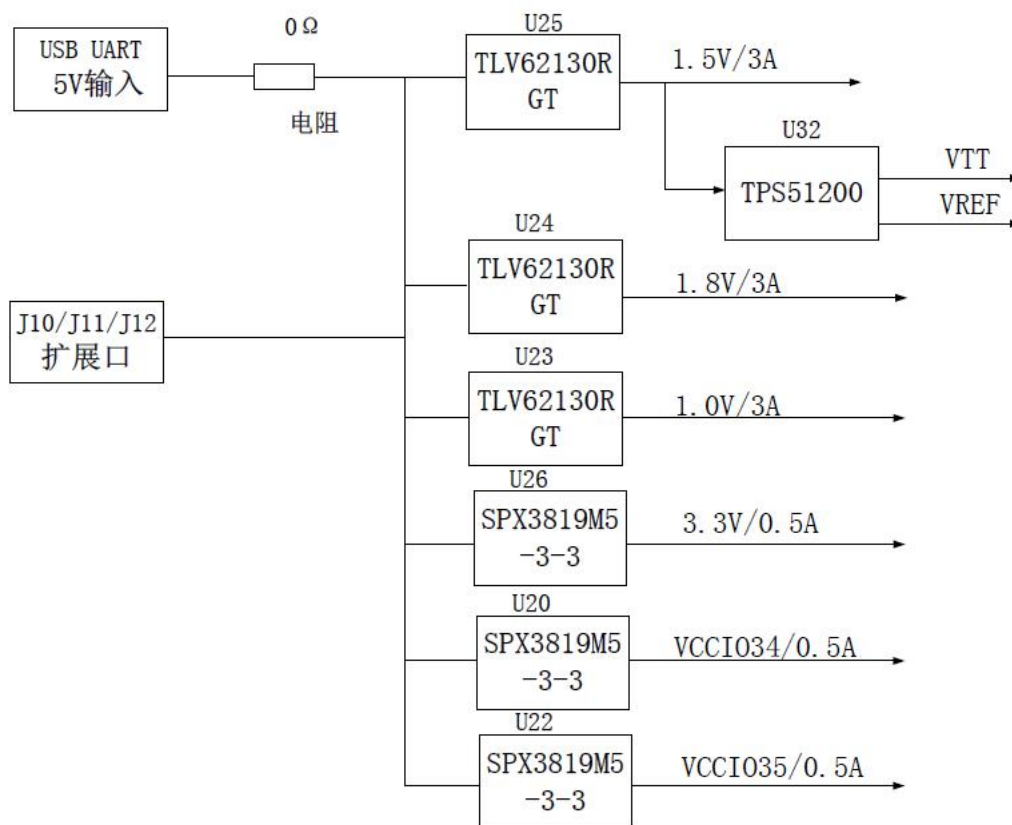 USB UART
5V输入
0Ω
电阻
U25
TLV62130R
GT
1.5V/3A
U32
TPS51200
VTT
VREF
U24
TLV62130R
GT
1.8V/3A
J10/J11/J12
扩展口
U23
TLV62130R
GT
1.0V/3A
U26
SPX3819M5
-3-3
3.3V/0.5A
U20
SPX3819M5
-3-3
VCCIO34/0.5A
U22
SPX3819M5
-3-3
VCCIO35/0.5A